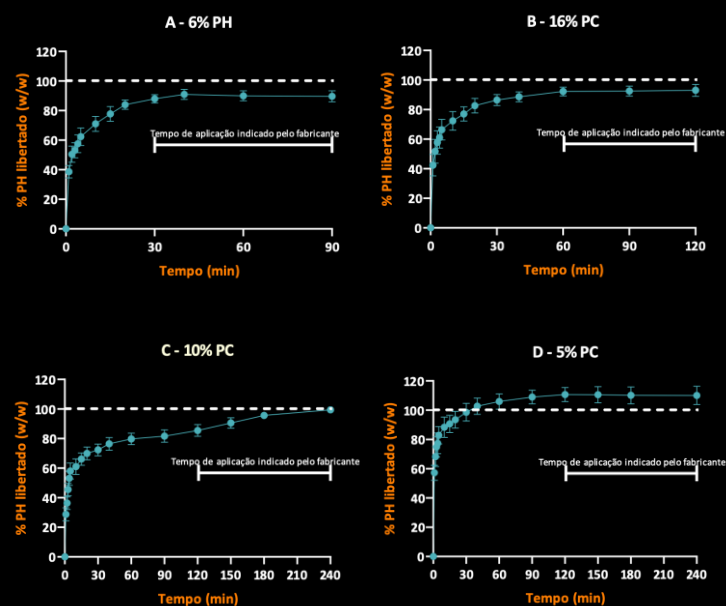 A - 6% PH
% PH libertado (w/w)
120
100
80
60
40
20
0
Tempo de aplicação indicado pelo fabricante
0 30 60 90
Tempo (min)
B - 16% PC
% PH libertado (w/w)
120
100
80
60
40
20
0
Tempo de aplicação indicado pelo fabricante
0 30 60 90 120
Tempo (min)
C - 10% PC
% PH libertado (w/w)
120
100
80
60
40
20
0
Tempo de aplicação indicado pelo fabricante
0 30 60 90 120 150 180 210 240
Tempo (min)
D - 5% PC
% PH libertado (w/w)
120
100
80
60
40
20
0
Tempo de aplicação indicado pelo fabricante
0 30 60 90 120 150 180 210 240
Tempo (min)